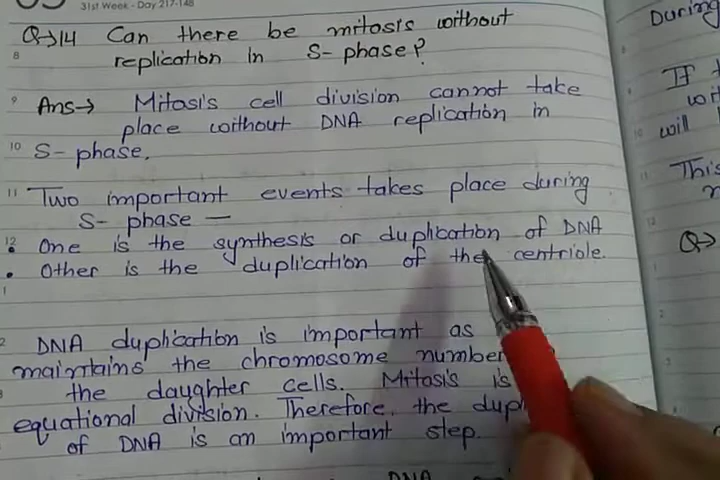 31st Week - Day 217-148
Q→14 Can there be mitosis without
replication in S-phase?
Ans→ Mitosis cell division cannot take
place without DNA replication in
S-phase.
Two important events takes place during
S-phase —
• One is the synthesis or duplication of DNA
• Other is the duplication of the centriole.
DNA duplication is important as
maintains the chromosome number
the daughter cells. Mitosis is
equational division. Therefore, the dupl
of DNA is an important step.
DNA
During
If
will
This
Q→